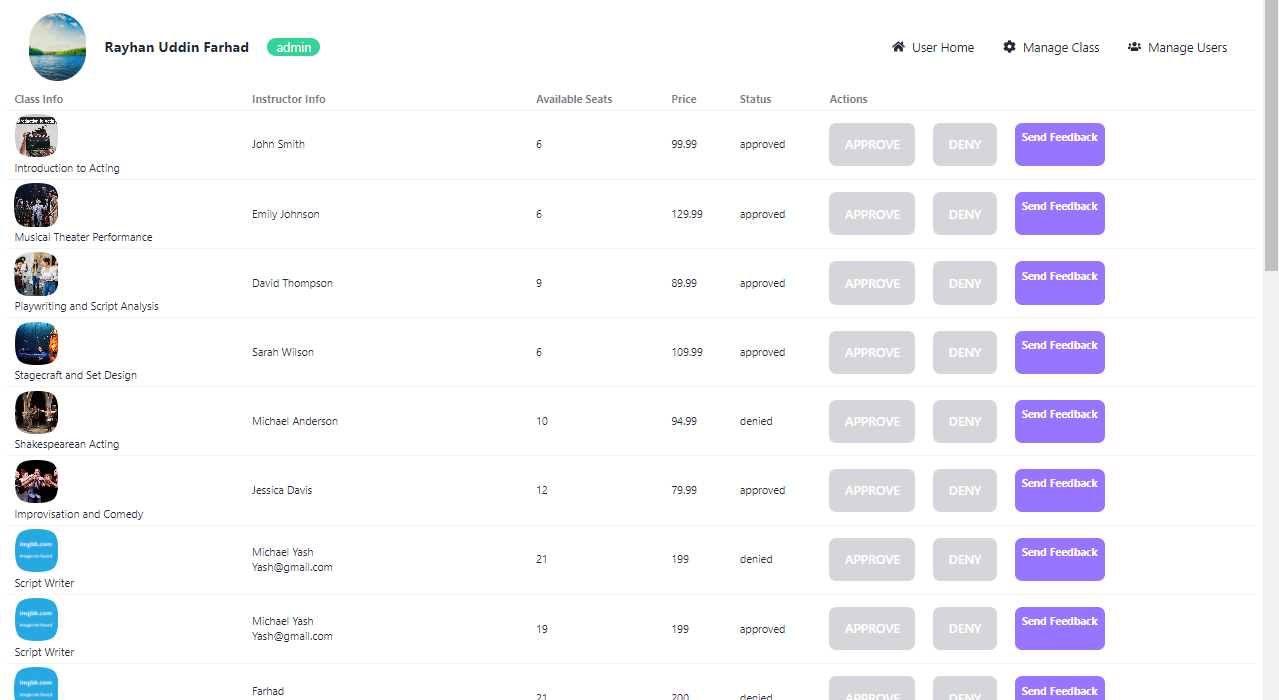 Rayhan Uddin Farhad admin User Home Manage Class Manage Users
Class Info Instructor Info Available Seats Price Status Actions
Introduction to Acting John Smith 6 99.99 approved APPROVE DENY Send Feedback
Musical Theater Performance Emily Johnson 6 129.99 approved APPROVE DENY Send Feedback
Playwriting and Script Analysis David Thompson 9 89.99 approved APPROVE DENY Send Feedback
Stagecraft and Set Design Sarah Wilson 6 109.99 approved APPROVE DENY Send Feedback
Shakespearean Acting Michael Anderson 10 94.99 denied APPROVE DENY Send Feedback
Improvisation and Comedy Jessica Davis 12 79.99 approved APPROVE DENY Send Feedback
imgbb.com
image not found
Michael Yash
Yash@gmail.com
Script Writer 21 199 denied APPROVE DENY Send Feedback
imgbb.com
image not found
Michael Yash
Yash@gmail.com
Script Writer 19 199 approved APPROVE DENY Send Feedback
imgbb.com
image not found
Farhad
21 200 denied APPROVE DENY Send Feedback